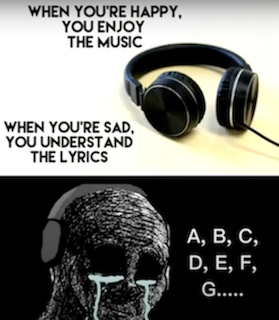 WHEN YOU'RE HAPPY,
YOU ENJOY
THE MUSIC
WHEN YOU'RE SAD,
YOU UNDERSTAND
THE LYRICS
A, B, C,
D, E, F,
G.....